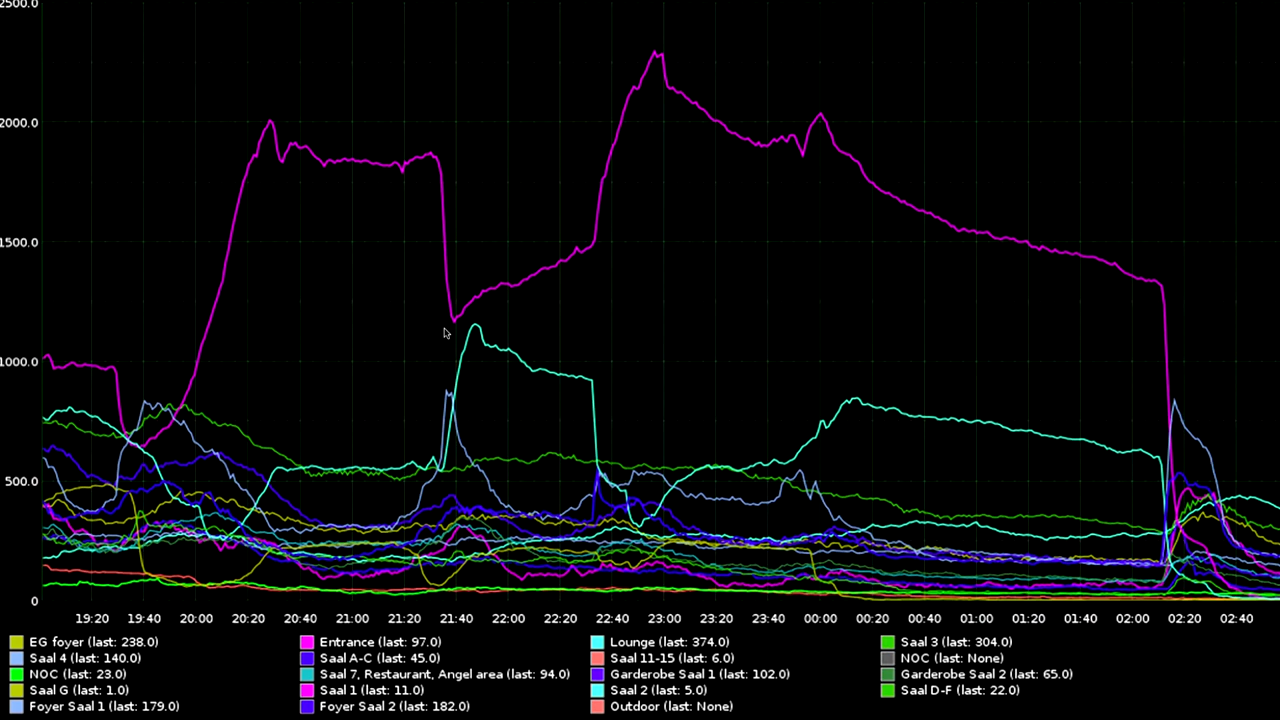 2500.0
2000.0
1500.0
1000.0
500.0
0
19:20 19:40 20:00 20:20 20:40 21:00 21:20 21:40 22:00 22:20 22:40 23:00 23:20 23:40 00:00 00:20 00:40 01:00 01:20 01:40 02:00 02:20 02:40
EG foyer (last: 238.0) Entrance (last: 97.0) Lounge (last: 374.0) Saal 3 (last: 304.0)
Saal 4 (last: 140.0) Saal A-C (last: 45.0) Saal 11-15 (last: 6.0) NOC (last: None)
NOC (last: 23.0) Saal 7, Restaurant, Angel area (last: 94.0) Garderobe Saal 1 (last: 102.0) Garderobe Saal 2 (last: 65.0)
Saal G (last: 1.0) Saal 1 (last: 11.0) Saal 2 (last: 5.0) Saal D-F (last: 22.0)
Foyer Saal 1 (last: 179.0) Foyer Saal 2 (last: 182.0) Outdoor (last: None)